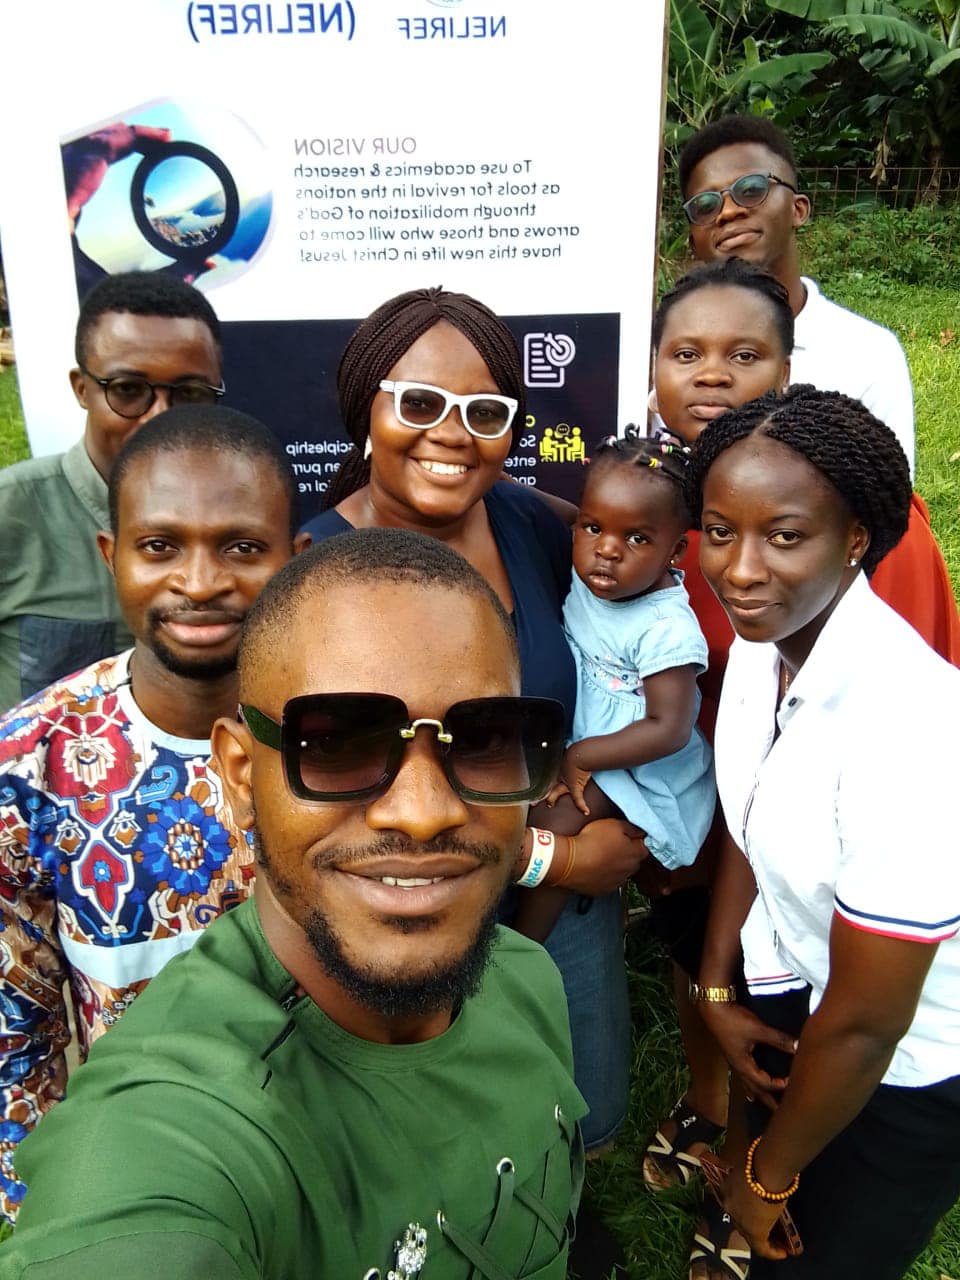 (NELIREF)
NELIREF
OUR VISION
To use academics & research
as tools for revival in the nations
through mobilization of God's
arrows and those who will come to
have this new life in Christ Jesus!